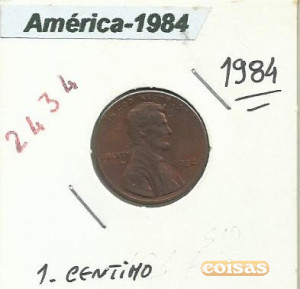 América-1984
1984
2434
1. CENTIMO
coisas